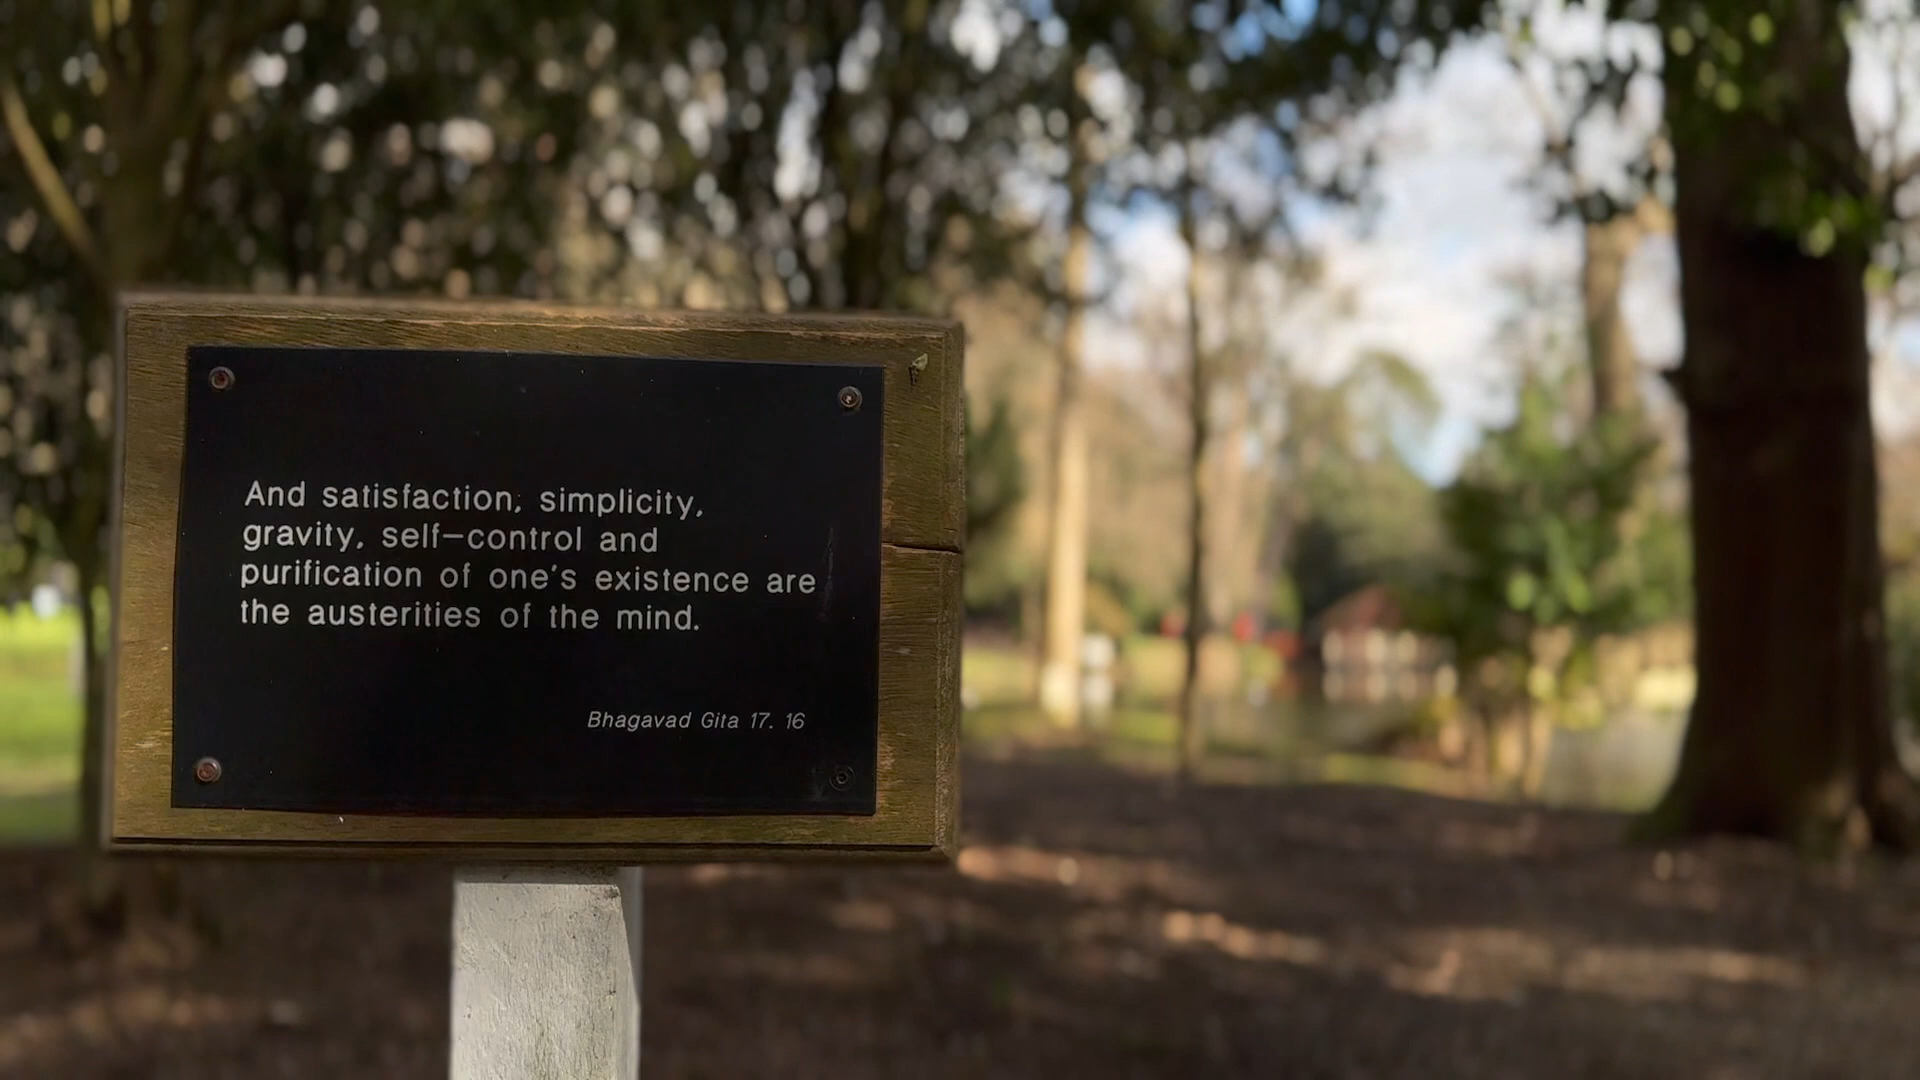 And satisfaction, simplicity,
gravity, self-control and
purification of one's existence are
the austerities of the mind.
Bhagavad Gita 17. 16